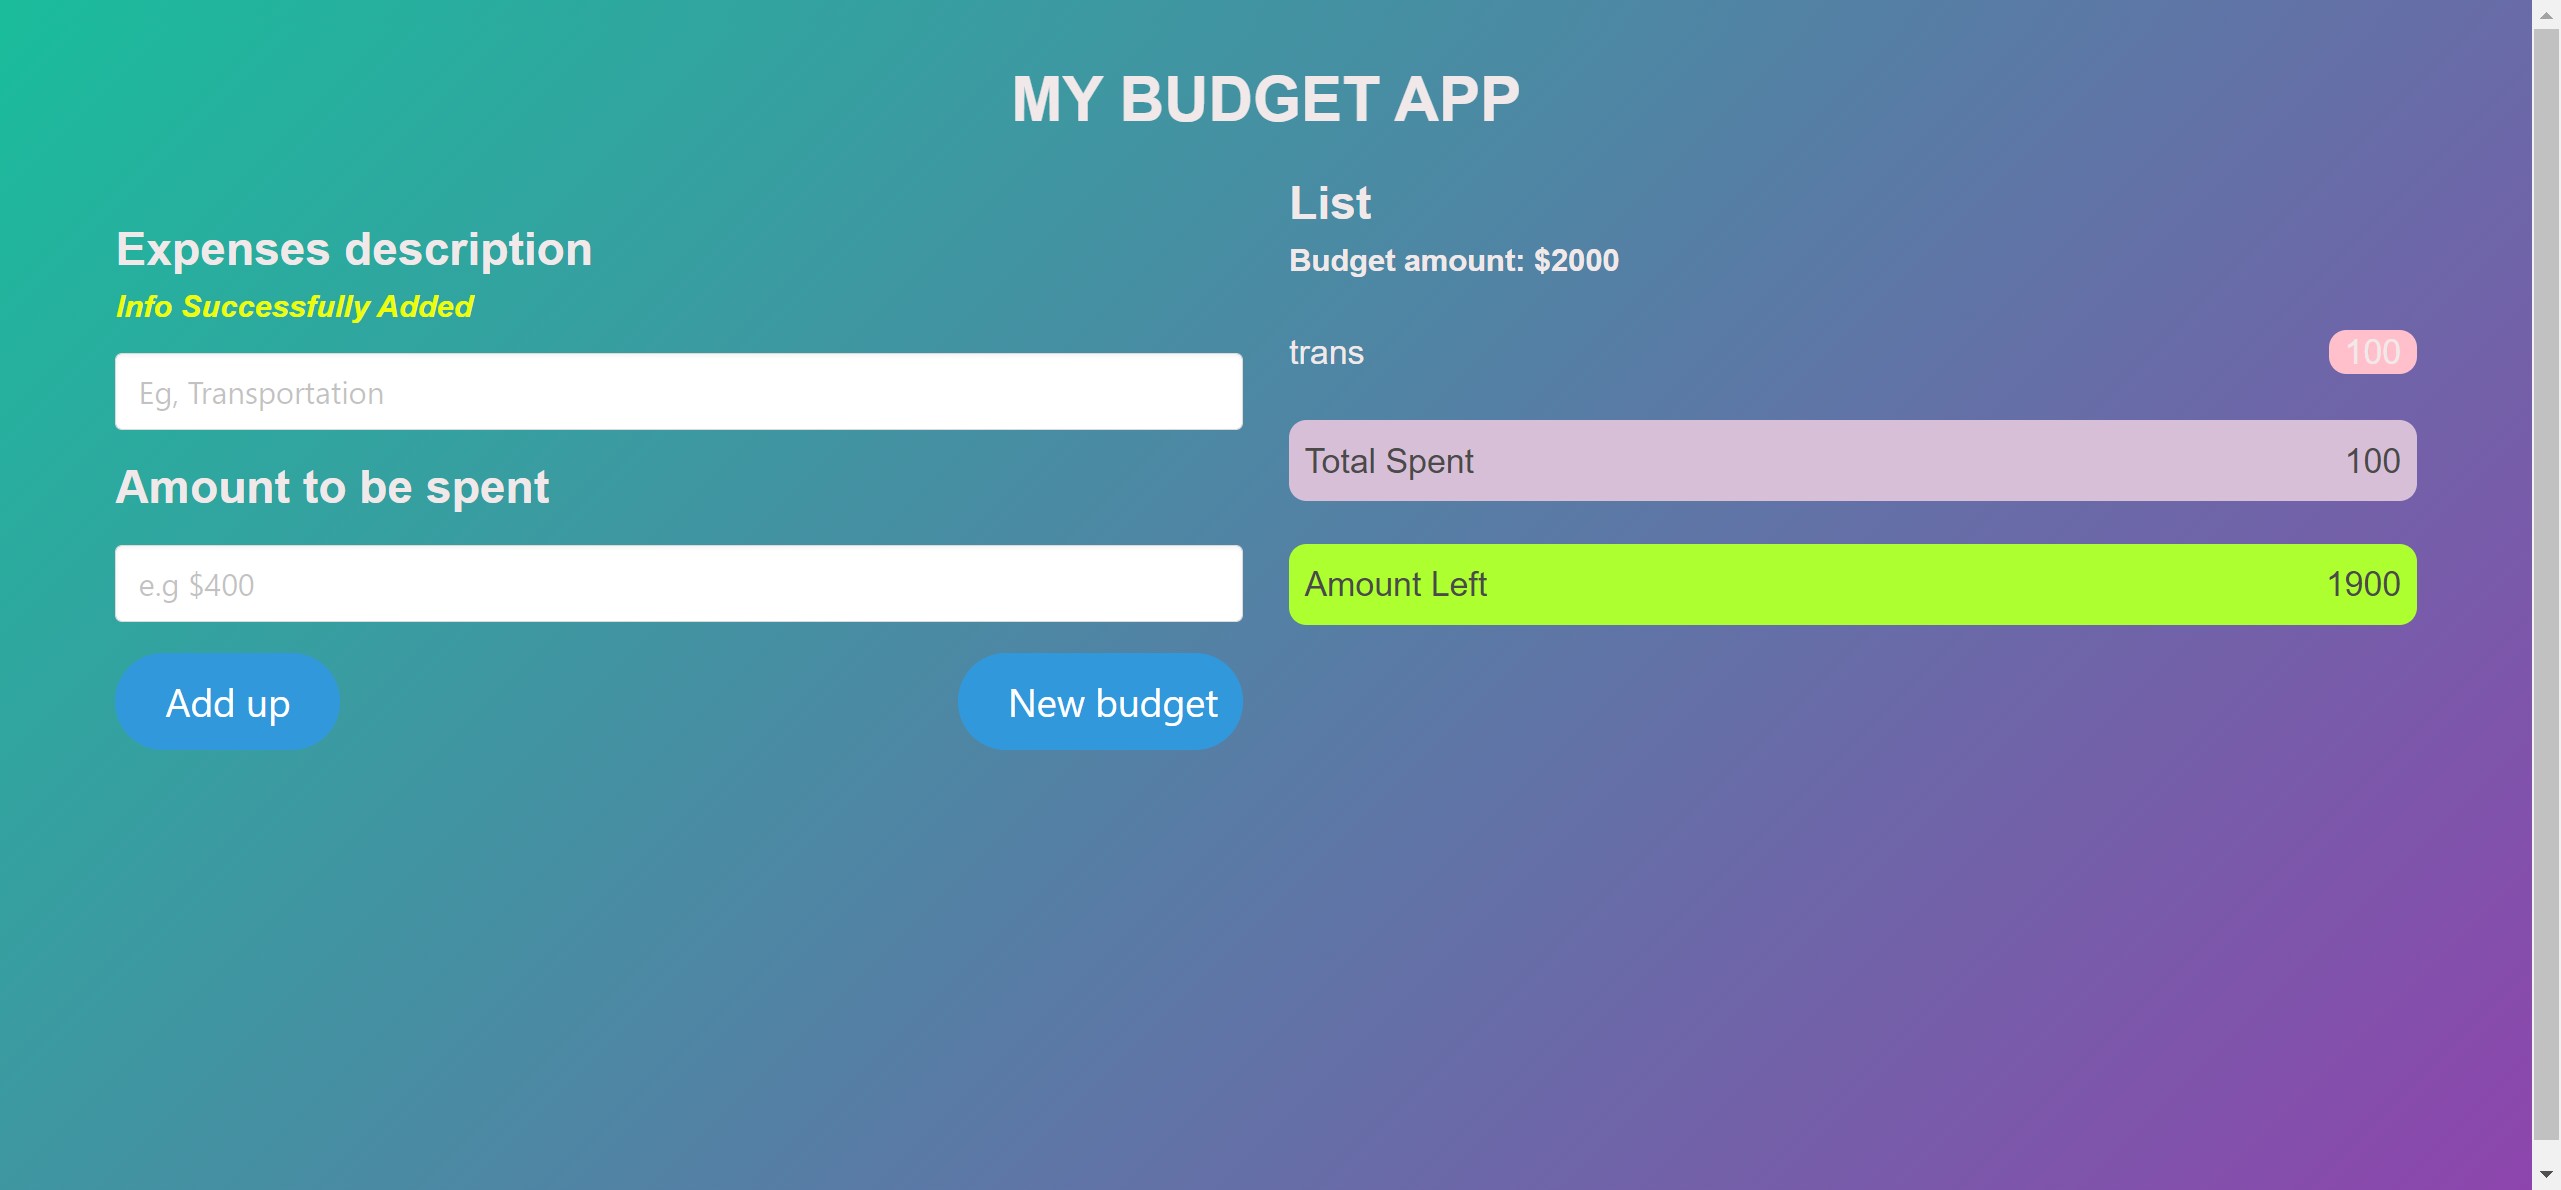 MY BUDGET APP
Expenses description
Info Successfully Added
Eg, Transportation
Amount to be spent
e.g $400
Add up
New budget
List
Budget amount: $2000
trans 100
Total Spent 100
Amount Left 1900